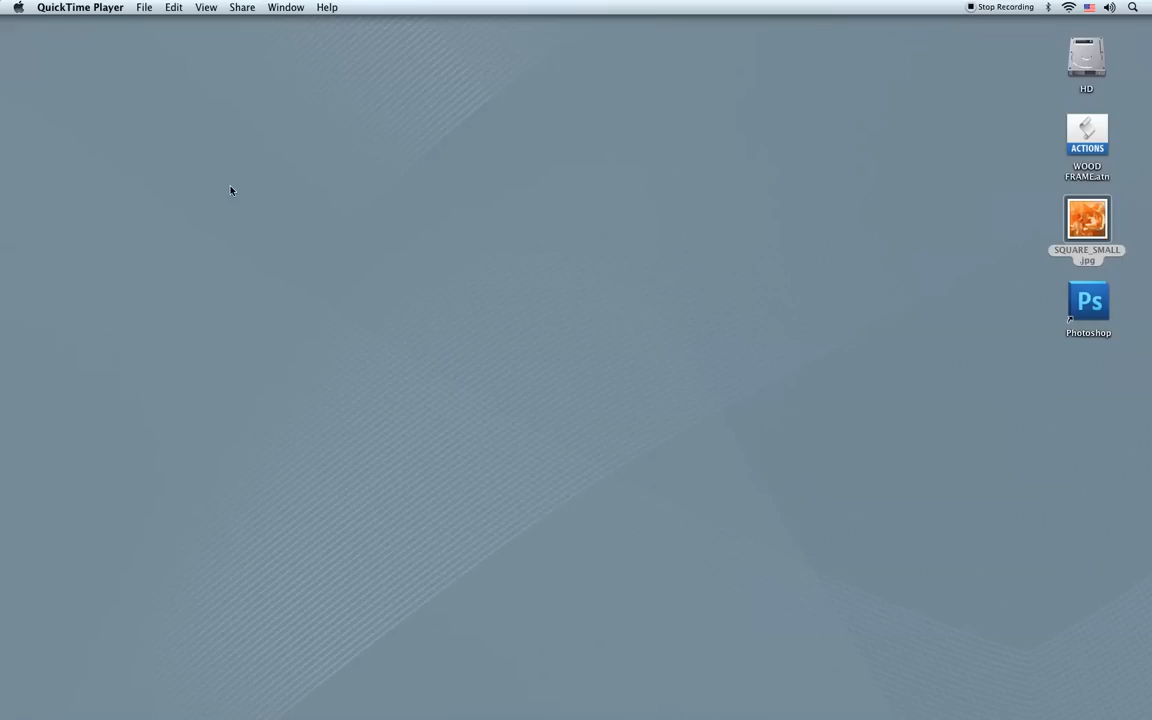 QuickTime Player File Edit View Share Window Help Stop Recording
HD
ACTIONS
WOOD
FRAME.atn
SQUARE_SMALL
.jpg
Ps
Photoshop